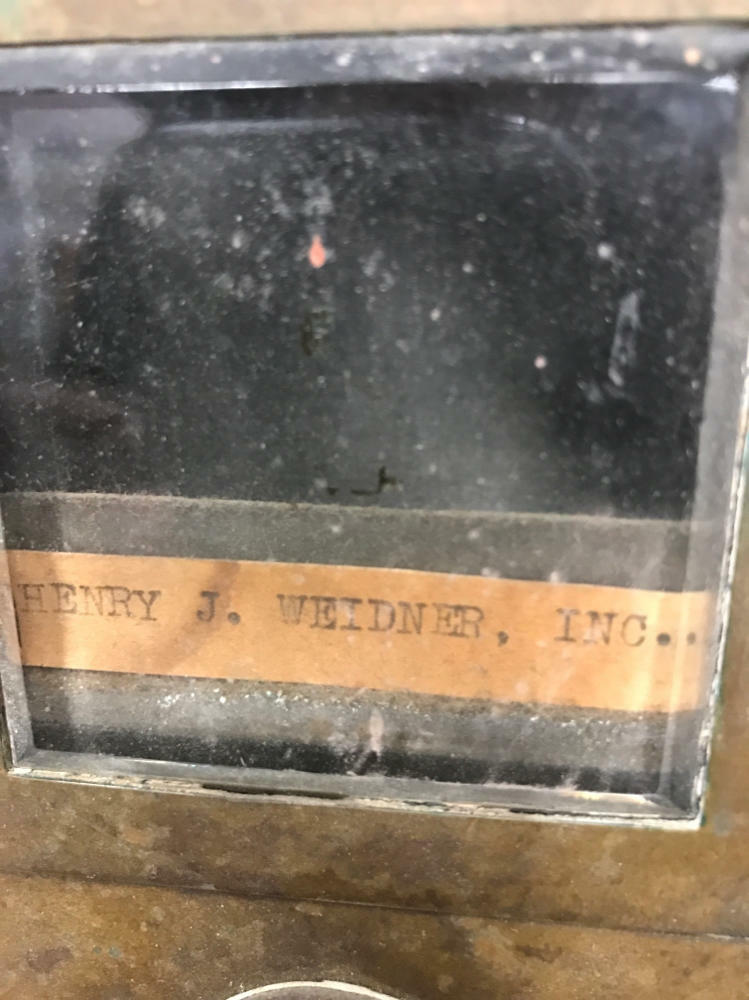 HENRY J. WEIDNER, INC..